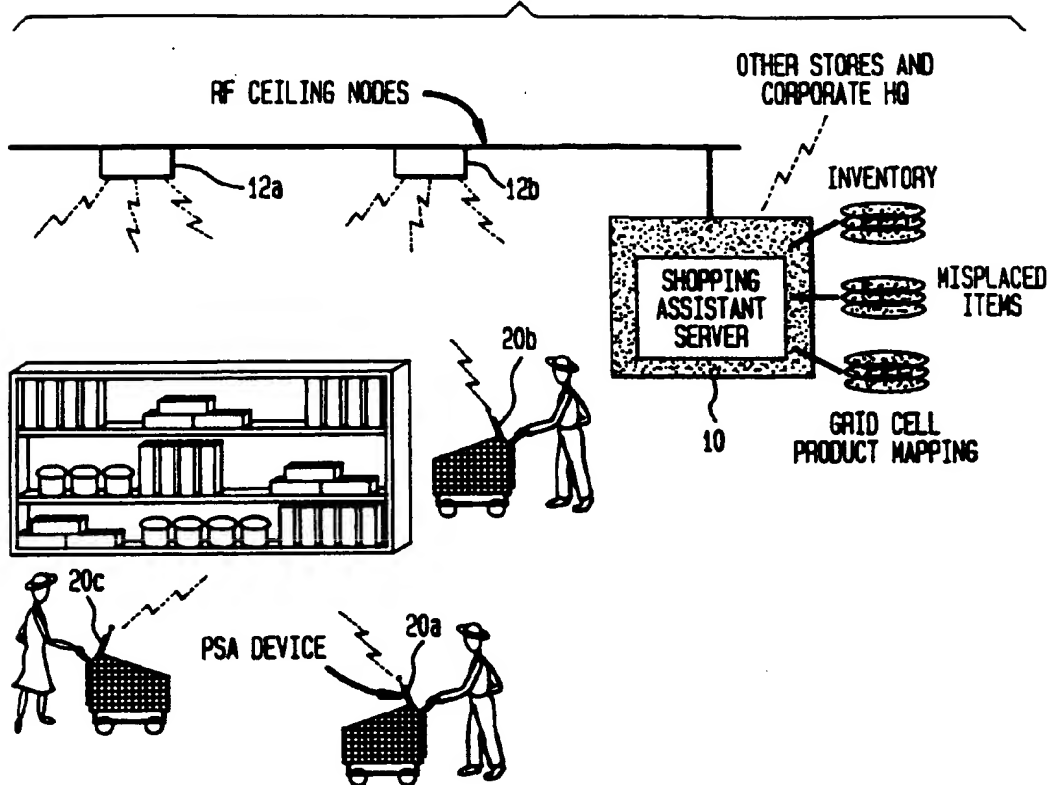 OTHER STORES AND
CORPORATE HQ
RF CEILING NODES
12a
12b
INVENTORY
SHOPPING
ASSISTANT
SERVER
MISPLACED
ITEMS
10
GRID CELL
PRODUCT MAPPING
20b
20c
PSA DEVICE
20a